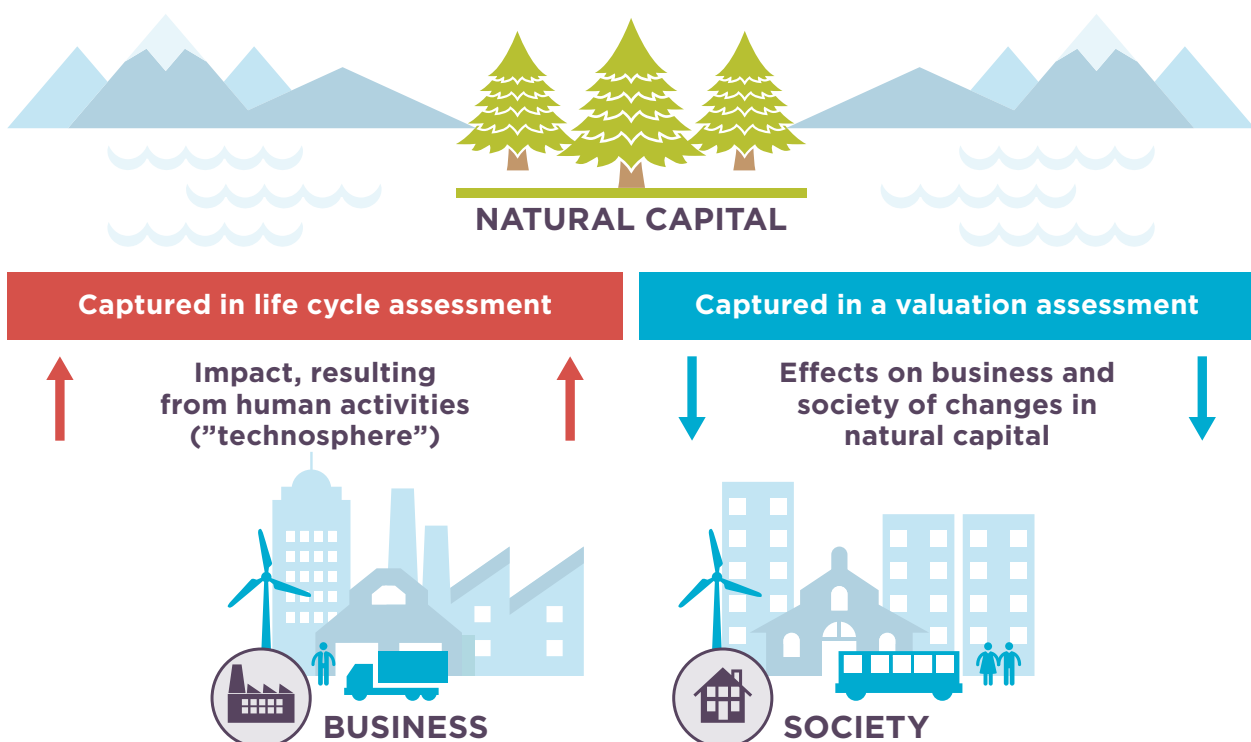 NATURAL CAPITAL
Captured in life cycle assessment
Impact, resulting
from human activities
(”technosphere”)
Captured in a valuation assessment
Effects on business and
society of changes in
natural capital
BUSINESS
SOCIETY